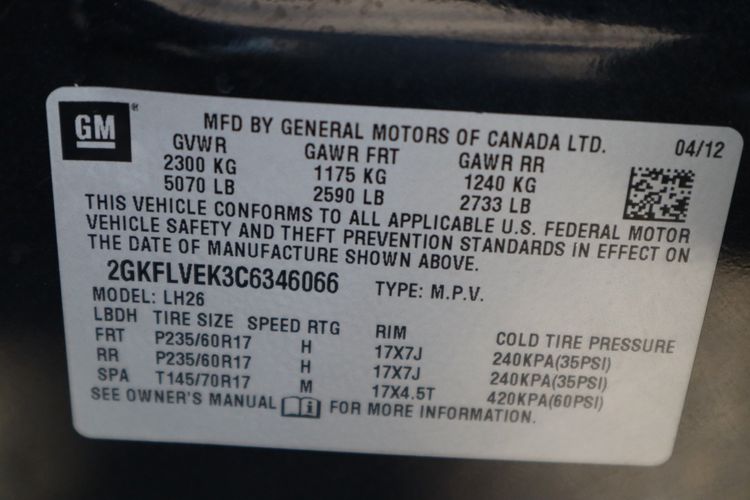 GM®
MFD BY GENERAL MOTORS OF CANADA LTD. 04/12
GVWR GAWR FRT GAWR RR
2300 KG 1175 KG 1240 KG
5070 LB 2590 LB 2733 LB
THIS VEHICLE CONFORMS TO ALL APPLICABLE U.S. FEDERAL MOTOR
VEHICLE SAFETY AND THEFT PREVENTION STANDARDS IN EFFECT ON
THE DATE OF MANUFACTURE SHOWN ABOVE.
2GKFLVEK3C6346066 TYPE: M.P.V.
MODEL: LH26
LBDH TIRE SIZE SPEED RTG RIM COLD TIRE PRESSURE
FRT P235/60R17 H 17X7J 240KPA(35PSI)
RR P235/60R17 H 17X7J 240KPA(35PSI)
SPA T145/70R17 M 17X4.5T 420KPA(60PSI)
SEE OWNER'S MANUAL i FOR MORE INFORMATION.